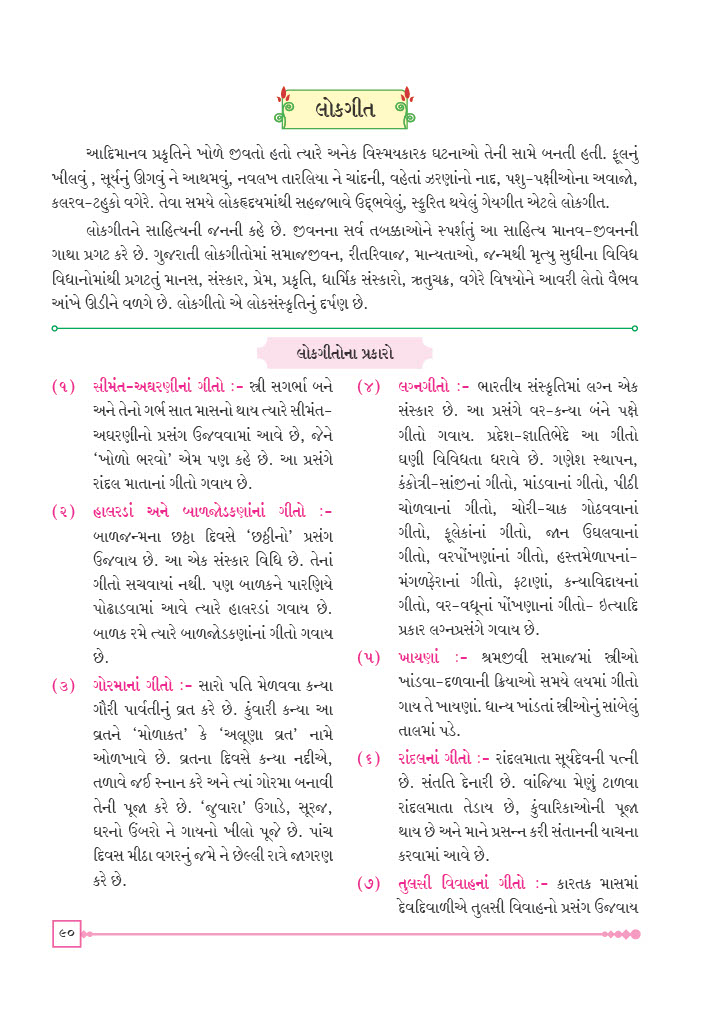 લોકગીત
આદિમાનવ પ્રકૃતિને ખોળે જીવતો હતો ત્યારે અનેક વિસ્મયકારક ઘટનાઓ તેની સામે બનતી હતી. ફૂલનું
ખીલવું , સૂર્યનું ઊગવું ને આથમવું, નવલખ તારલિયા ને ચાંદની, વહેતાં ઝરણાંનો નાદ, પશુ-પક્ષીઓના અવાજો,
કલરવ-ટહુકો વગેરે. તેવા સમયે લોકહૃદયમાંથી સહજભાવે ઉદ્ભવેલું, સ્ફુરિત થયેલું ગેયગીત એટલે લોકગીત.
લોકગીતને સાહિત્યની જનની કહે છે. જીવનના સર્વ તબક્કાઓને સ્પર્શતું આ સાહિત્ય માનવ-જીવનની
ગાથા પ્રગટ કરે છે. ગુજરાતી લોકગીતોમાં સમાજજીવન, રીતરિવાજ, માન્યતાઓ, જન્મથી મૃત્યુ સુધીના વિવિધ
વિધાનોમાંથી પ્રગટતું માનસ, સંસ્કાર, પ્રેમ, પ્રકૃતિ, ધાર્મિક સંસ્કારો, ઋતુચક્ર, વગેરે વિષયોને આવરી લેતો વૈભવ
આંખે ઊડીને વળગે છે. લોકગીતો એ લોકસંસ્કૃતિનું દર્પણ છે.
લોકગીતોના પ્રકારો
(૧) સીમંત-અઘરણીનાં ગીતો :- સ્ત્રી સગર્ભા બને
અને તેનો ગર્ભ સાત માસનો થાય ત્યારે સીમંત-
અઘરણીનો પ્રસંગ ઉજવવામાં આવે છે, જેને
‘ખોળો ભરવો’ એમ પણ કહે છે. આ પ્રસંગે
રાંદલ માતાનાં ગીતો ગવાય છે.
(૨) હાલરડાં અને બાળજોડકણાંનાં ગીતો :-
બાળજન્મના છઠ્ઠા દિવસે ‘છઠ્ઠીનો’ પ્રસંગ
ઉજવાય છે. આ એક સંસ્કાર વિધિ છે. તેનાં
ગીતો સચવાયાં નથી. પણ બાળકને પારણિયે
પોઢાડવામાં આવે ત્યારે હાલરડાં ગવાય છે.
બાળક રમે ત્યારે બાળજોડકણાંનાં ગીતો ગવાય
છે.
(૩) ગોરમાનાં ગીતો :- સારો પતિ મેળવવા કન્યા
ગૌરી પાર્વતીનું વ્રત કરે છે. કુંવારી કન્યા આ
વ્રતને ‘મોળાકત’ કે ‘અલૂણા વ્રત’ નામે
ઓળખાવે છે. વ્રતના દિવસે કન્યા નદીએ,
તળાવે જઈ સ્નાન કરે અને ત્યાં ગોરમા બનાવી
તેની પૂજા કરે છે. ‘જુવારા’ ઉગાડે, સૂરજ,
ઘરનો ઉંબરો ને ગાયનો ખીલો પૂજે છે. પાંચ
દિવસ મીઠા વગરનું જમે ને છેલ્લી રાત્રે જાગરણ
કરે છે.
(૪) લગ્નગીતો :- ભારતીય સંસ્કૃતિમાં લગ્ન એક
સંસ્કાર છે. આ પ્રસંગે વર-કન્યા બંને પક્ષે
ગીતો ગવાય. પ્રદેશ-જ્ઞાતિભેદે આ ગીતો
ઘણી વિવિધતા ધરાવે છે. ગણેશ સ્થાપન,
કંકોત્રી-સાંજીનાં ગીતો, માંડવાનાં ગીતો, પીઠી
ચોળવાનાં ગીતો, ચોરી-ચાક ગોઠવવાનાં
ગીતો, ફૂલેકાંનાં ગીતો, જાન ઉઘલવાનાં
ગીતો, વરપોંખણાંનાં ગીતો, હસ્તમેળાપનાં-
મંગળફેરાનાં ગીતો, ફટાણાં, કન્યાવિદાયનાં
ગીતો, વર-વધૂનાં પોંખણાનાં ગીતો- ઇત્યાદિ
પ્રકાર લગ્નપ્રસંગે ગવાય છે.
(૫) ખાયણાં :- શ્રમજીવી સમાજમાં સ્ત્રીઓ
ખાંડવા-દળવાની ક્રિયાઓ સમયે લયમાં ગીતો
ગાય તે ખાયણાં. ધાન્ય ખાંડતાં સ્ત્રીઓનું સાંબેલું
તાલમાં પડે.
(૬) રાંદલનાં ગીતો :- રાંદલમાતા સૂર્યદેવની પત્ની
છે. સંતતિ દેનારી છે. વાંજિયા મેણું ટાળવા
રાંદલમાતા તેડાય છે, કુંવારિકાઓની પૂજા
થાય છે અને માને પ્રસન્ન કરી સંતાનની યાચના
કરવામાં આવે છે.
(૭) તુલસી વિવાહનાં ગીતો :- કારતક માસમાં
દેવદિવાળીએ તુલસી વિવાહનો પ્રસંગ ઉજવાય
૯૦